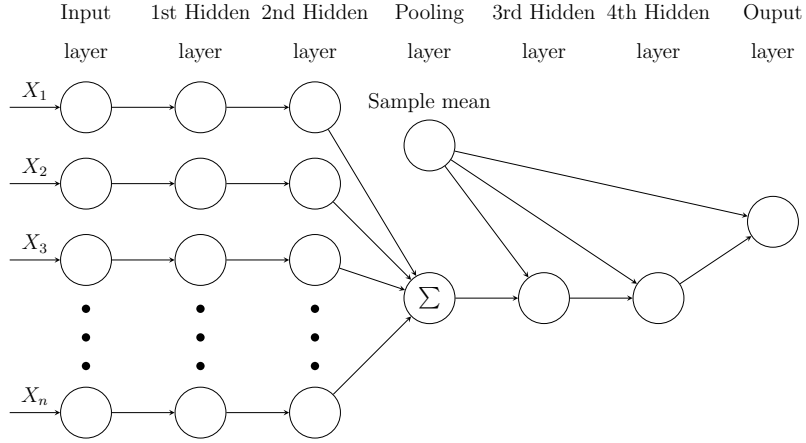 Input 1st Hidden 2nd Hidden Pooling 3rd Hidden 4th Hidden Ouput
layer layer layer layer layer layer layer
Sample mean
X₁
X₂
X₃
∑
Xₙ